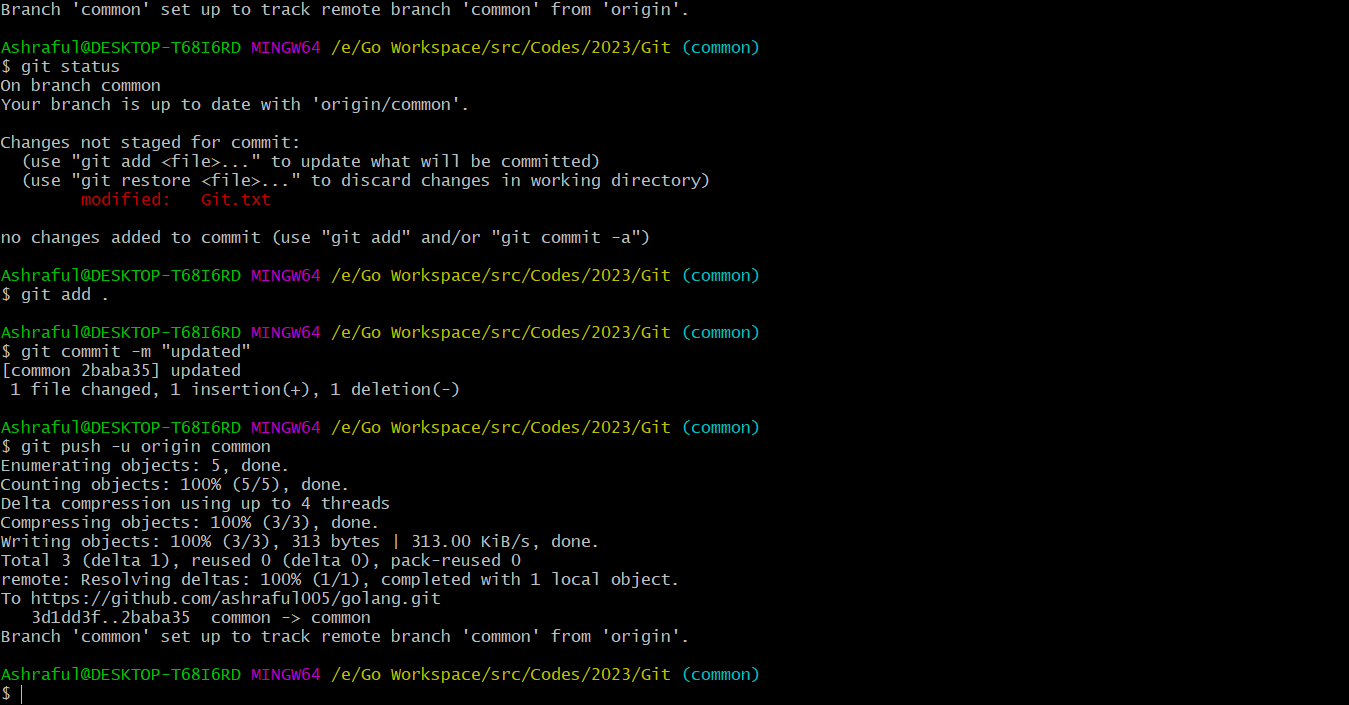 Branch 'common' set up to track remote branch 'common' from 'origin'.
Ashraful@DESKTOP-T68I6RD MINGW64 /e/Go Workspace/src/Codes/2023/Git (common)
$ git status
On branch common
Your branch is up to date with 'origin/common'.
Changes not staged for commit:
  (use "git add <file>..." to update what will be committed)
  (use "git restore <file>..." to discard changes in working directory)
        modified:   Git.txt
no changes added to commit (use "git add" and/or "git commit -a")
Ashraful@DESKTOP-T68I6RD MINGW64 /e/Go Workspace/src/Codes/2023/Git (common)
$ git add .
Ashraful@DESKTOP-T68I6RD MINGW64 /e/Go Workspace/src/Codes/2023/Git (common)
$ git commit -m "updated"
[common 2baba35] updated
 1 file changed, 1 insertion(+), 1 deletion(-)
Ashraful@DESKTOP-T68I6RD MINGW64 /e/Go Workspace/src/Codes/2023/Git (common)
$ git push -u origin common
Enumerating objects: 5, done.
Counting objects: 100% (5/5), done.
Delta compression using up to 4 threads
Compressing objects: 100% (3/3), done.
Writing objects: 100% (3/3), 313 bytes | 313.00 KiB/s, done.
Total 3 (delta 1), reused 0 (delta 0), pack-reused 0
remote: Resolving deltas: 100% (1/1), completed with 1 local object.
To https://github.com/ashraful005/golang.git
   3d1dd3f..2baba35  common -> common
Branch 'common' set up to track remote branch 'common' from 'origin'.
Ashraful@DESKTOP-T68I6RD MINGW64 /e/Go Workspace/src/Codes/2023/Git (common)
$